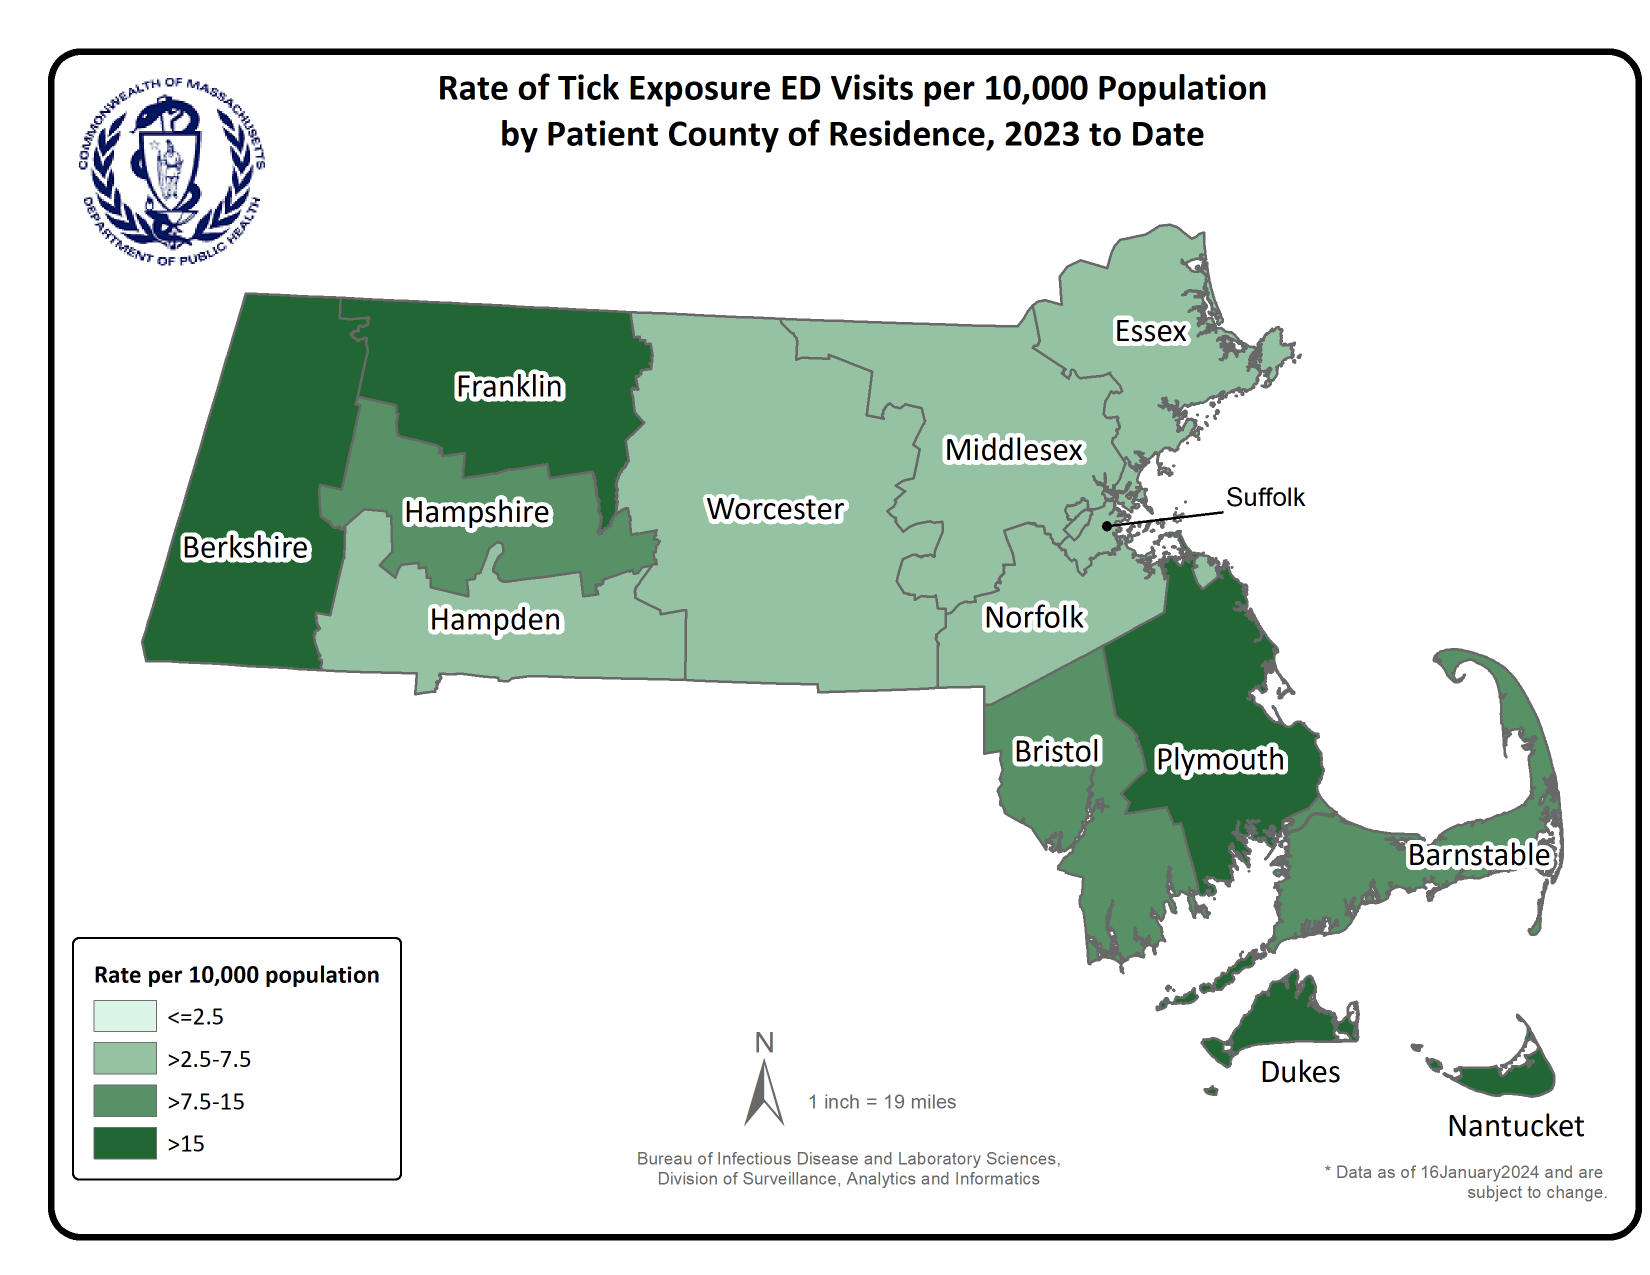 Rate of Tick Exposure ED Visits per 10,000 Population
by Patient County of Residence, 2023 to Date
COMMONWEALTH OF MASSACHUSETTS
DEPARTMENT OF PUBLIC HEALTH
Essex
Franklin
Middlesex
Suffolk
Hampshire
Worcester
Berkshire
Hampden
Norfolk
Bristol
Plymouth
Barnstable
Dukes
Nantucket
Rate per 10,000 population
<=2.5
>2.5-7.5
>7.5-15
>15
N
1 inch = 19 miles
Bureau of Infectious Disease and Laboratory Sciences,
Division of Surveillance, Analytics and Informatics
* Data as of 16January2024 and are
subject to change.